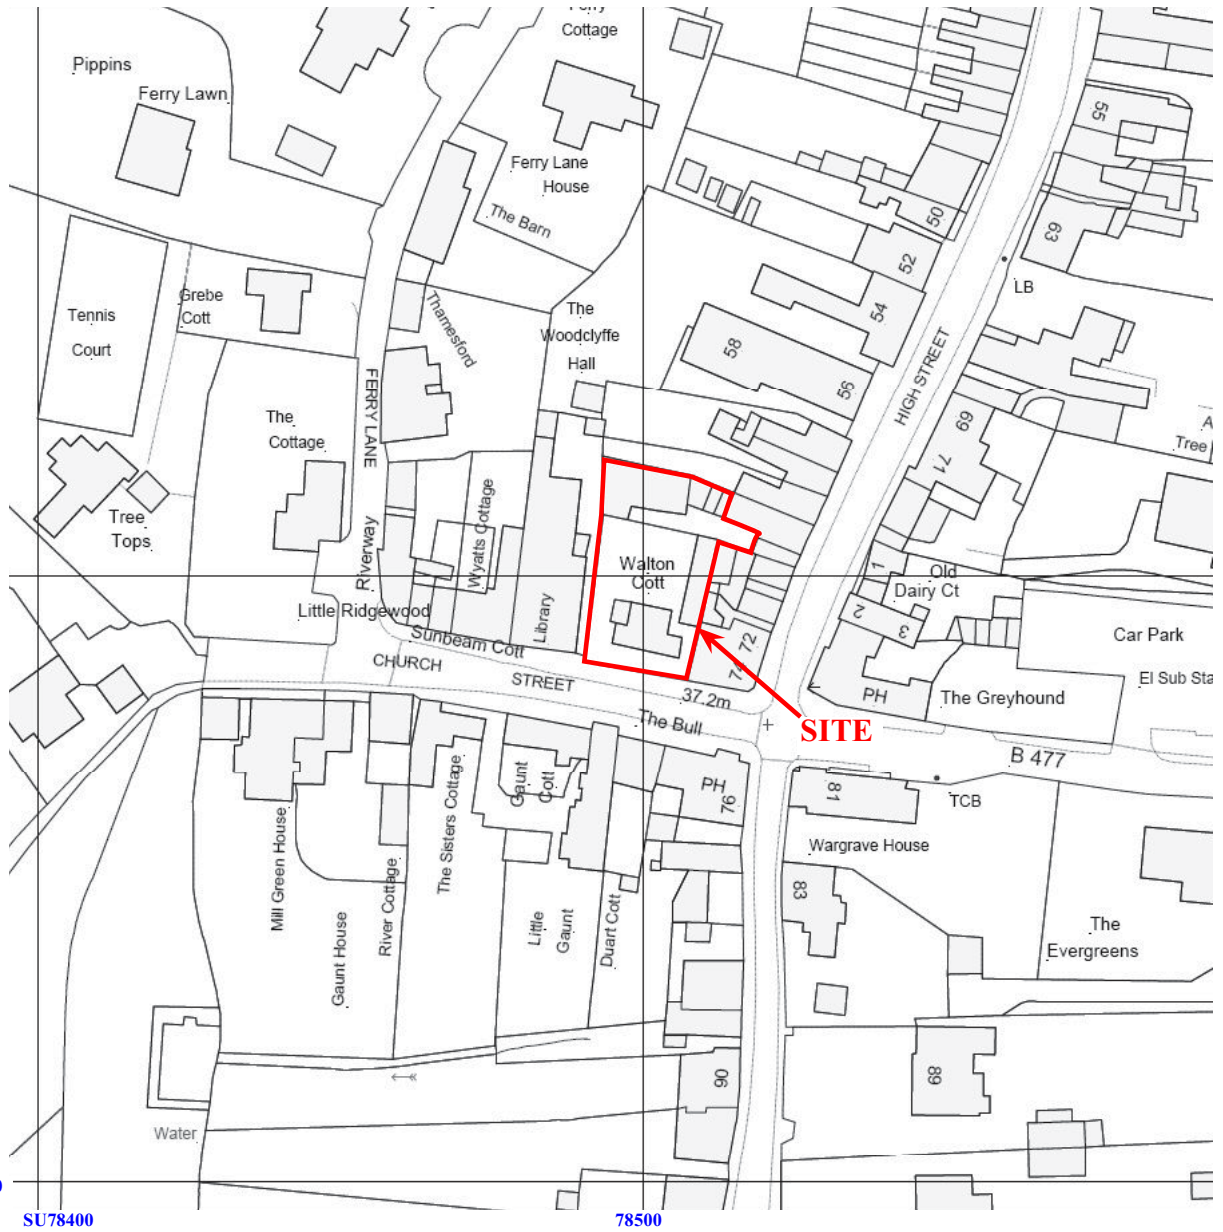 Ferry
Cottage
Pippins
Ferry Lawn
55
Ferry Lane
House
The Barn
50
63
52
LB
Grebe
Cott
Thamesford
The
Woodclyffe
Hall
54
Tennis
Court
58
56
HIGH STREET
FERRY LANE
The
Cottage
69
71
A
Tree
Tree
Tops
Riverway
Wyatts Cottage
Library
Walton
Cott
1
Old
Dairy Ct
2
3
Little Ridgewood
Sunbeam Cott
Car Park
CHURCH
STREET
72
74
37.2m
PH
The Greyhound
El Sub Sta
The Bull
SITE
B 477
PH
76
81
TCB
Gaunt
Cott
Mill Green House
The Sisters Cottage
Wargrave House
River Cottage
Gaunt House
Little
Gaunt
Duart Cott
83
The
Evergreens
90
89
Water
0
SU78400
78500